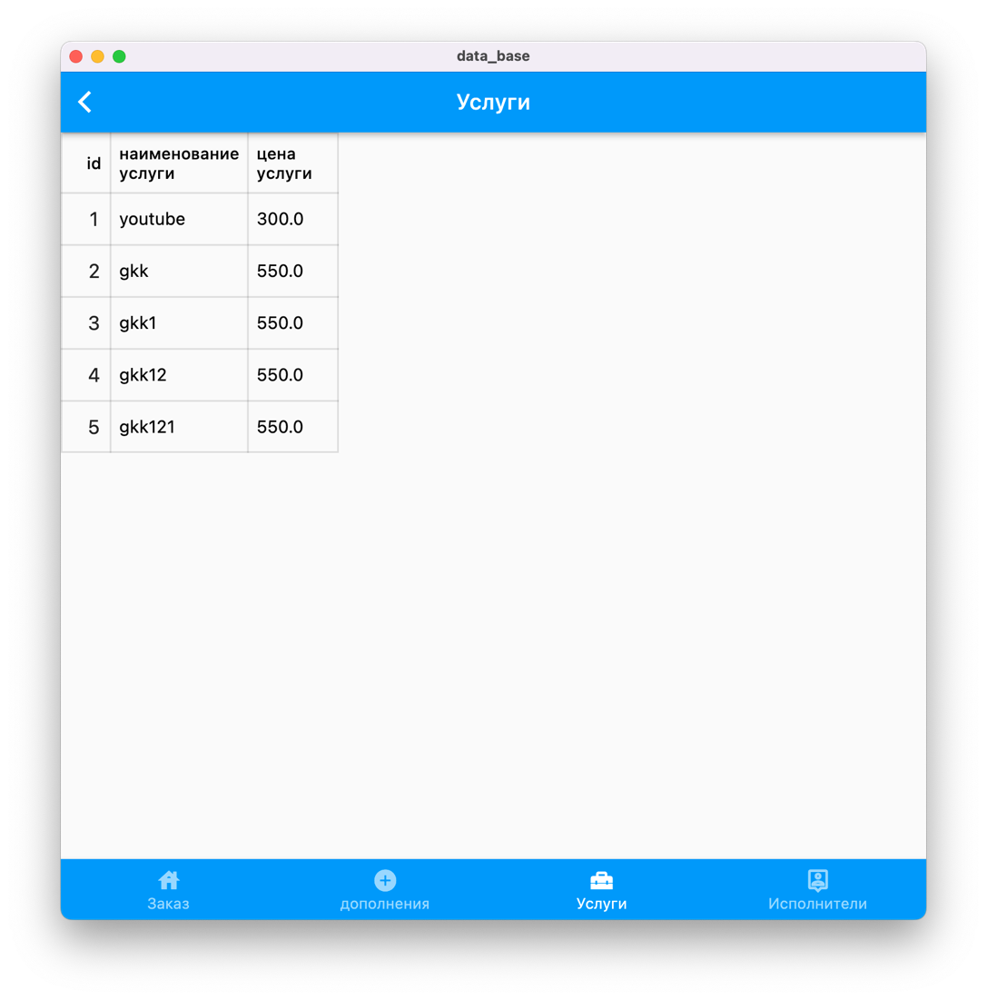 data_base
Услуги
id наименование услуги цена услуги
1 youtube 300.0
2 gkk 550.0
3 gkk1 550.0
4 gkk12 550.0
5 gkk121 550.0
Заказ дополнения Услуги Исполнители